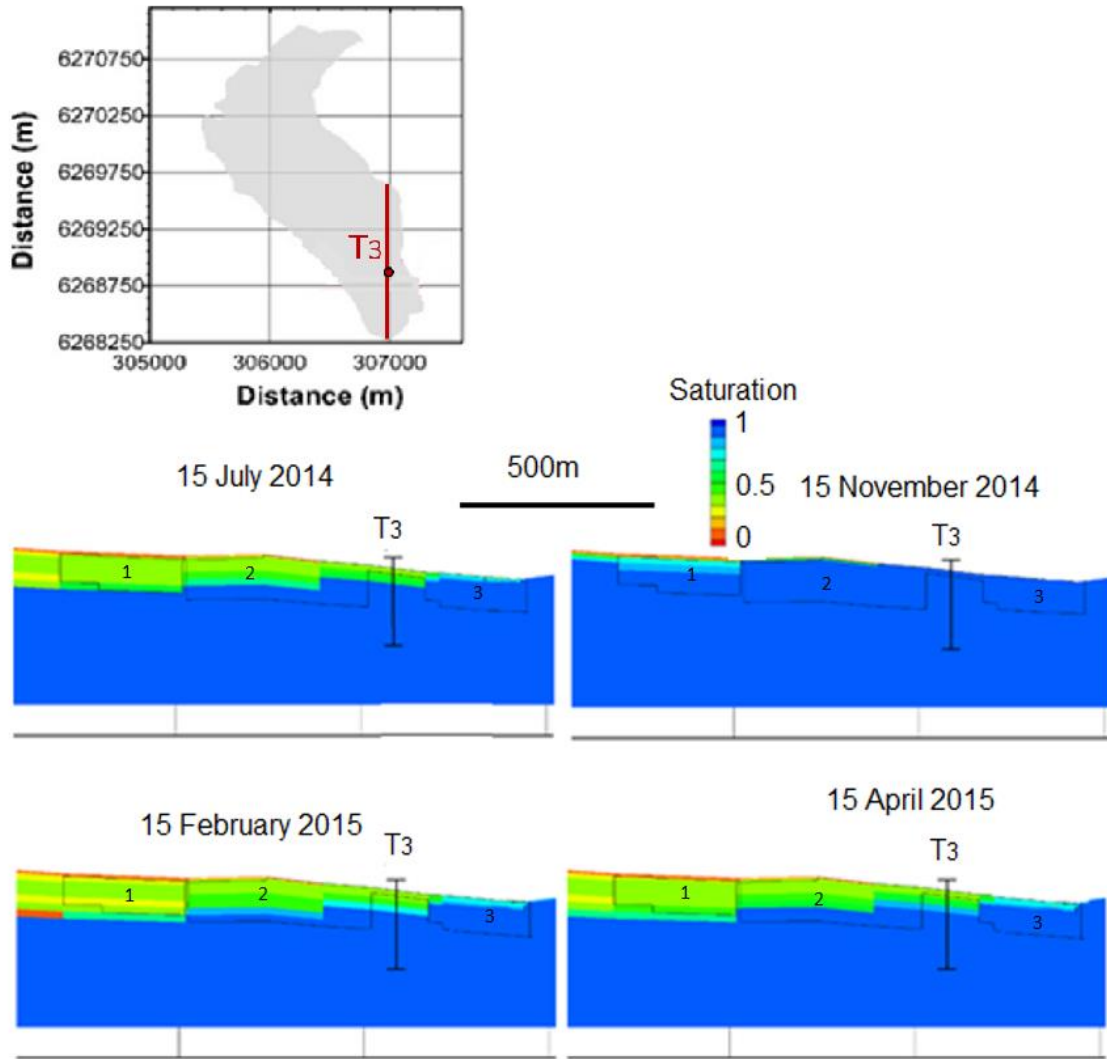 6270750
6270250
6269750
6269250
6268750
6268250
Distance (m)
T3
305000 306000 307000
Distance (m)
Saturation
1
0.5
0
500m
15 July 2014
T3
1 2 3
15 November 2014
T3
1 2 3
15 February 2015
T3
1 2 3
15 April 2015
T3
1 2 3